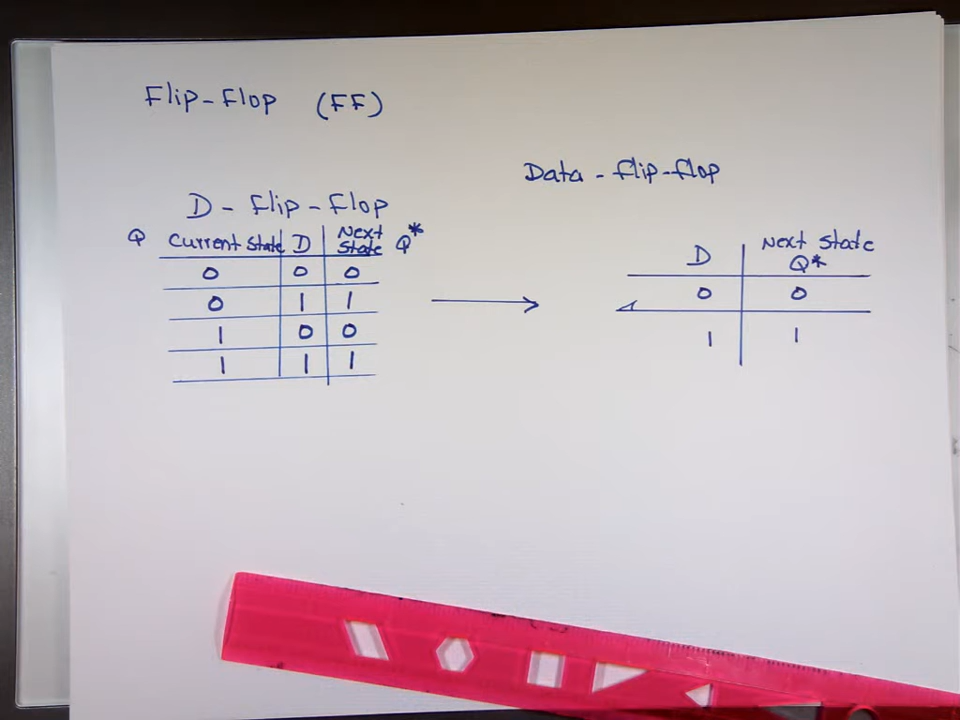 Flip-Flop (FF)
Data - flip-flop
D - Flip - Flop
Q Current State D Next State Q*
0 0 0
0 1 1
1 0 0
1 1 1
D Next State Q*
0 0
1 1